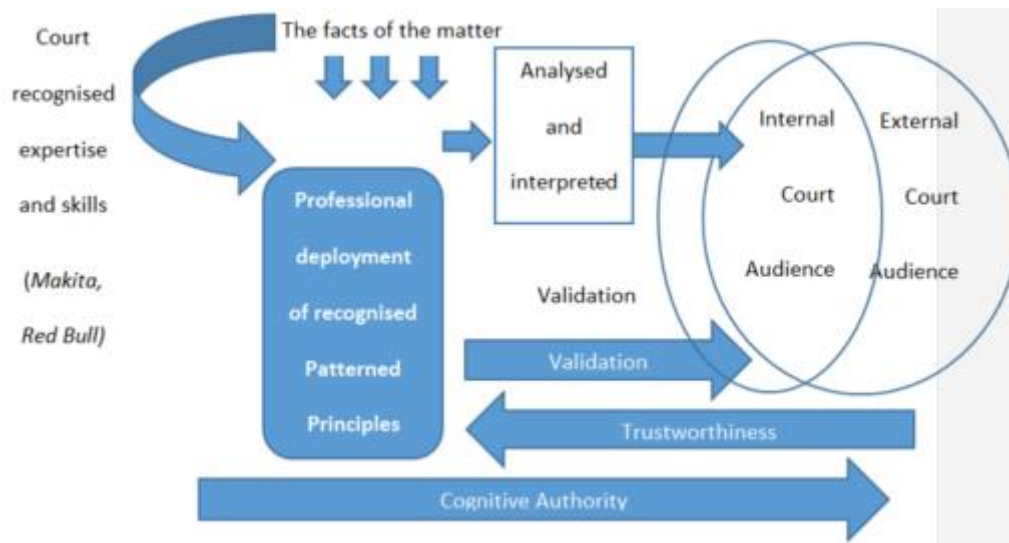 Court
recognised
expertise
and skills
(Makita,
Red Bull)
The facts of the matter
Professional
deployment
of recognised
Patterned
Principles
Analysed
and
interpreted
Internal
Court
Audience
External
Court
Audience
Validation
Validation
Trustworthiness
Cognitive Authority